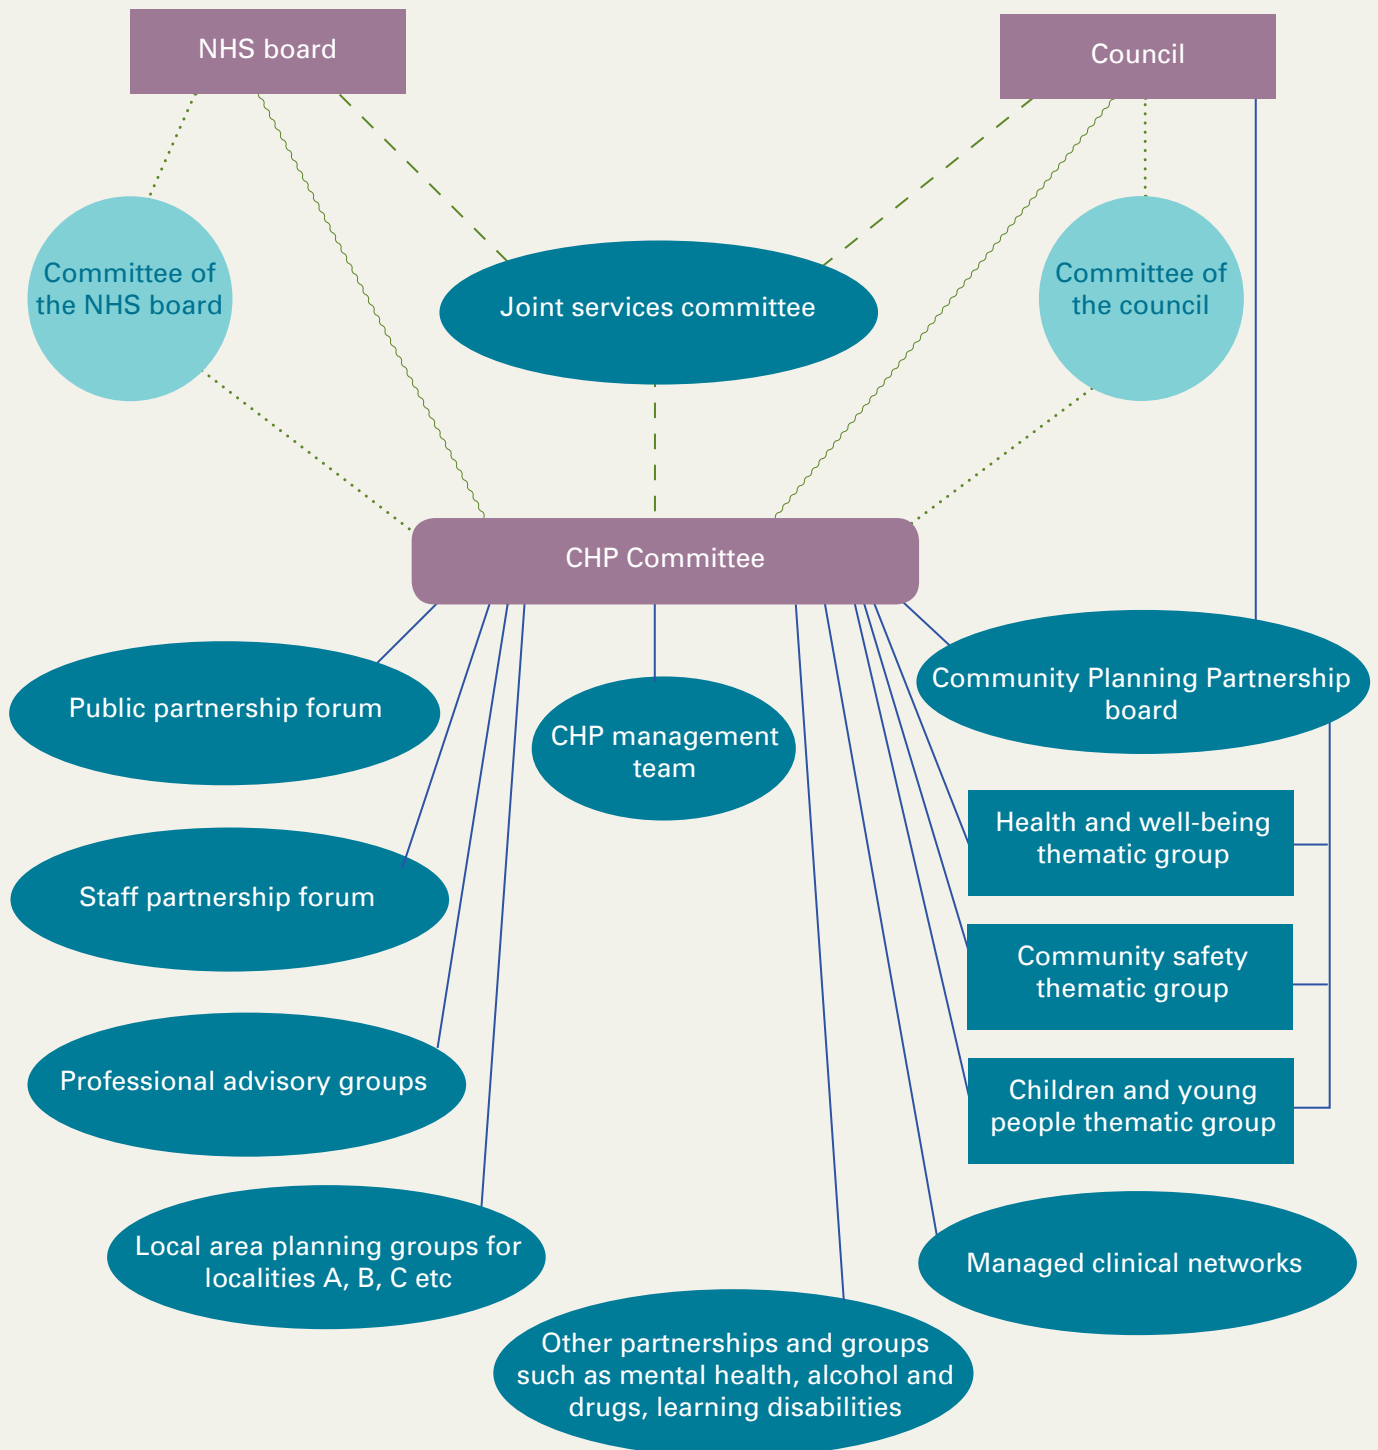 NHS board
Council
Committee of
the NHS board
Joint services committee
Committee of
the council
CHP Committee
Public partnership forum
CHP management
team
Community Planning Partnership
board
Health and well-being
thematic group
Staff partnership forum
Community safety
thematic group
Professional advisory groups
Children and young
people thematic group
Local area planning groups for
localities A, B, C etc
Managed clinical networks
Other partnerships and groups
such as mental health, alcohol and
drugs, learning disabilities